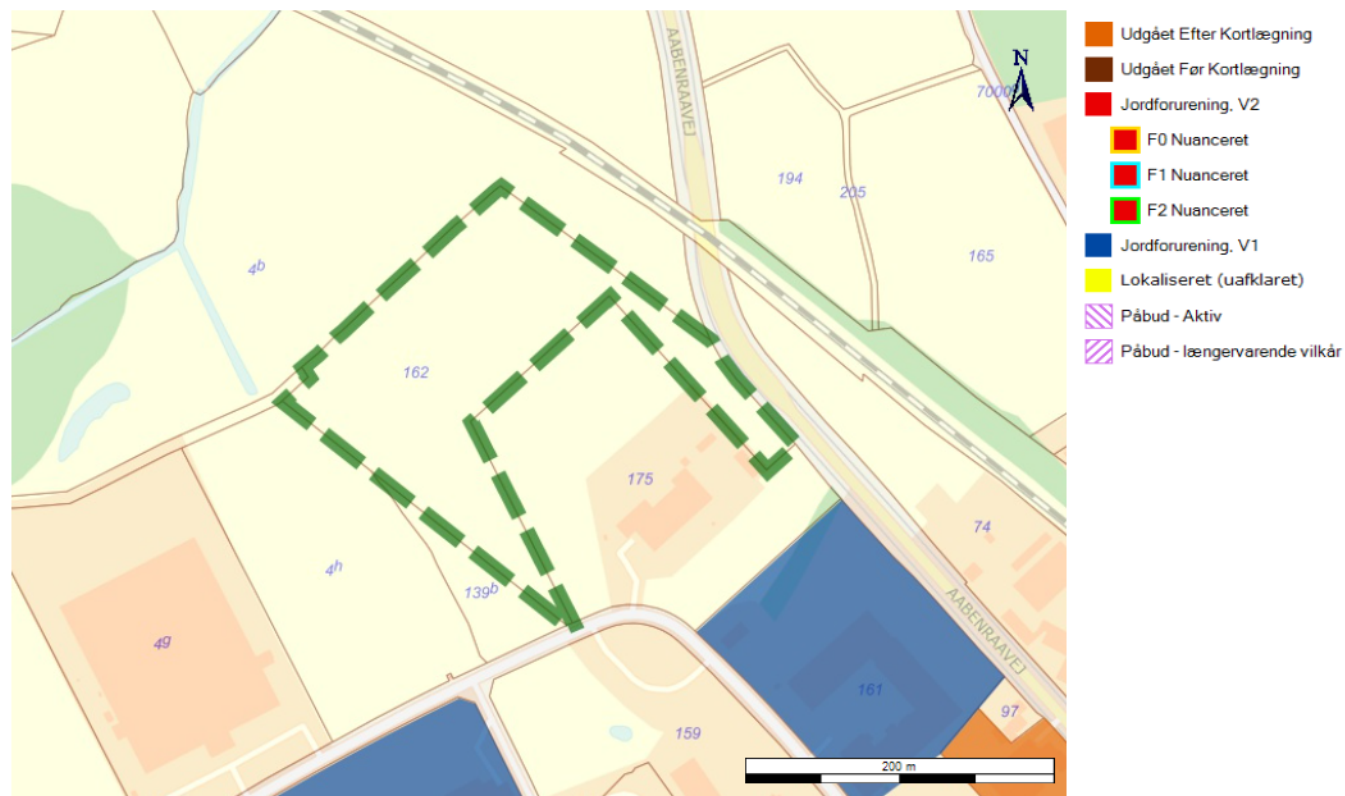 AABENRAAVEJ
N
7000
194
205
165
4b
162
175
74
4h
139b
4g
AABENRAAVEJ
161
97
159
200 m
Udgået Efter Kortlægning
Udgået Før Kortlægning
Jordforurening, V2
F0 Nuanceret
F1 Nuanceret
F2 Nuanceret
Jordforurening, V1
Lokaliseret (uafklaret)
Påbud - Aktiv
Påbud - længervarende vilkår